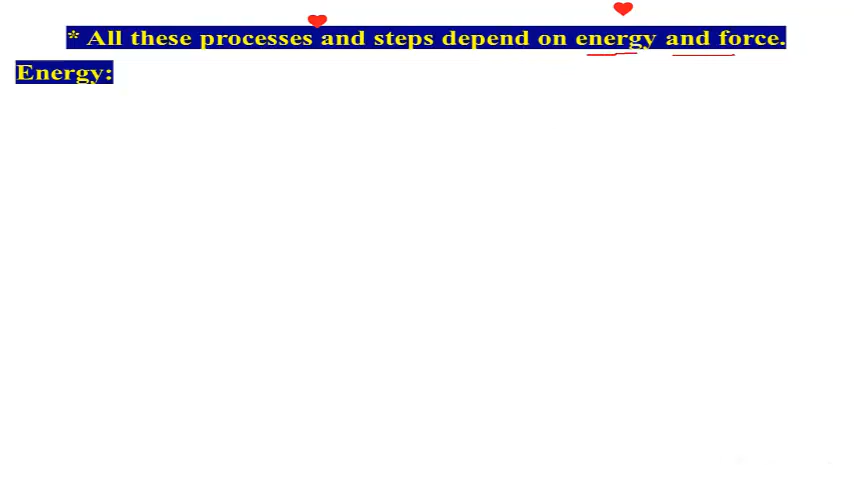 * All these processes and steps depend on energy and force.
Energy: